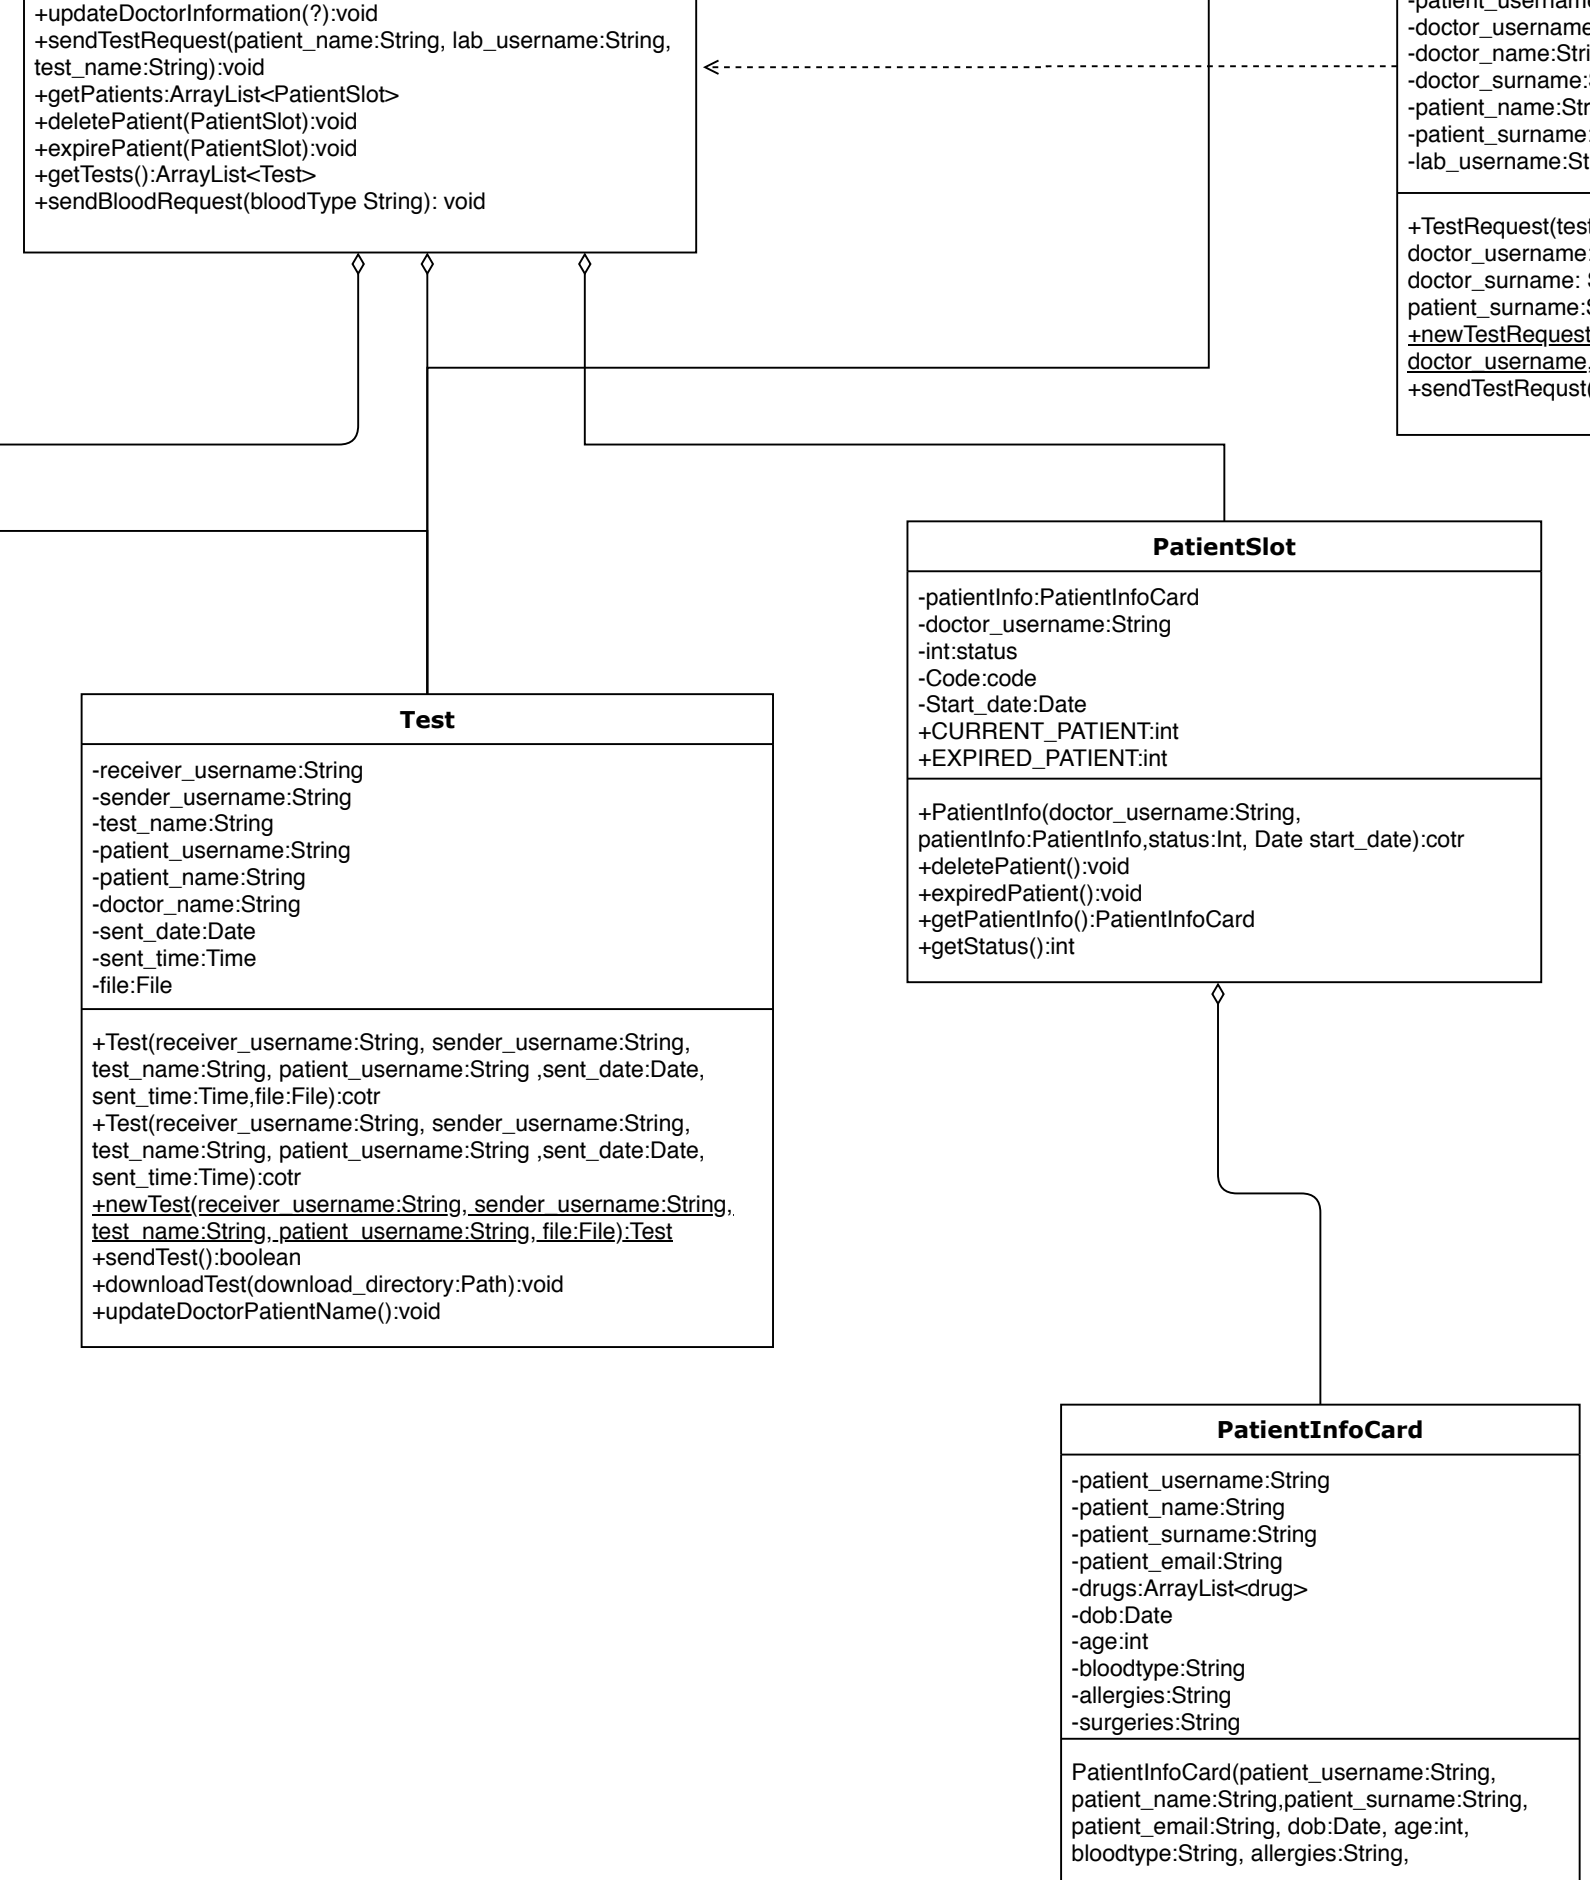 +updateDoctorInformation(?):void
+sendTestRequest(patient_name:String, lab_username:String,
test_name:String):void
+getPatients:ArrayList<PatientSlot>
+deletePatient(PatientSlot):void
+expirePatient(PatientSlot):void
+getTests():ArrayList<Test>
+sendBloodRequest(bloodType String): void
-doctor_username
-doctor_name:Stri
-doctor_surname:
-patient_name:Str
-patient_surname:
-lab_username:St
+TestRequest(test
doctor_username:
doctor_surname:
patient_surname:
+newTestRequest
doctor_username,
+sendTestRequst(
PatientSlot
-patientInfo:PatientInfoCard
-doctor_username:String
-int:status
-Code:code
-Start_date:Date
+CURRENT_PATIENT:int
+EXPIRED_PATIENT:int
+PatientInfo(doctor_username:String,
patientInfo:PatientInfo,status:Int, Date start_date):cotr
+deletePatient():void
+expiredPatient():void
+getPatientInfo():PatientInfoCard
+getStatus():int
Test
-receiver_username:String
-sender_username:String
-test_name:String
-patient_username:String
-patient_name:String
-doctor_name:String
-sent_date:Date
-sent_time:Time
-file:File
+Test(receiver_username:String, sender_username:String,
test_name:String, patient_username:String ,sent_date:Date,
sent_time:Time,file:File):cotr
+Test(receiver_username:String, sender_username:String,
test_name:String, patient_username:String ,sent_date:Date,
sent_time:Time):cotr
+newTest(receiver_username:String, sender_username:String,
test_name:String, patient_username:String, file:File):Test
+sendTest():boolean
+downloadTest(download_directory:Path):void
+updateDoctorPatientName():void
PatientInfoCard
-patient_username:String
-patient_name:String
-patient_surname:String
-patient_email:String
-drugs:ArrayList<drug>
-dob:Date
-age:int
-bloodtype:String
-allergies:String
-surgeries:String
PatientInfoCard(patient_username:String,
patient_name:String,patient_surname:String,
patient_email:String, dob:Date, age:int,
bloodtype:String, allergies:String,